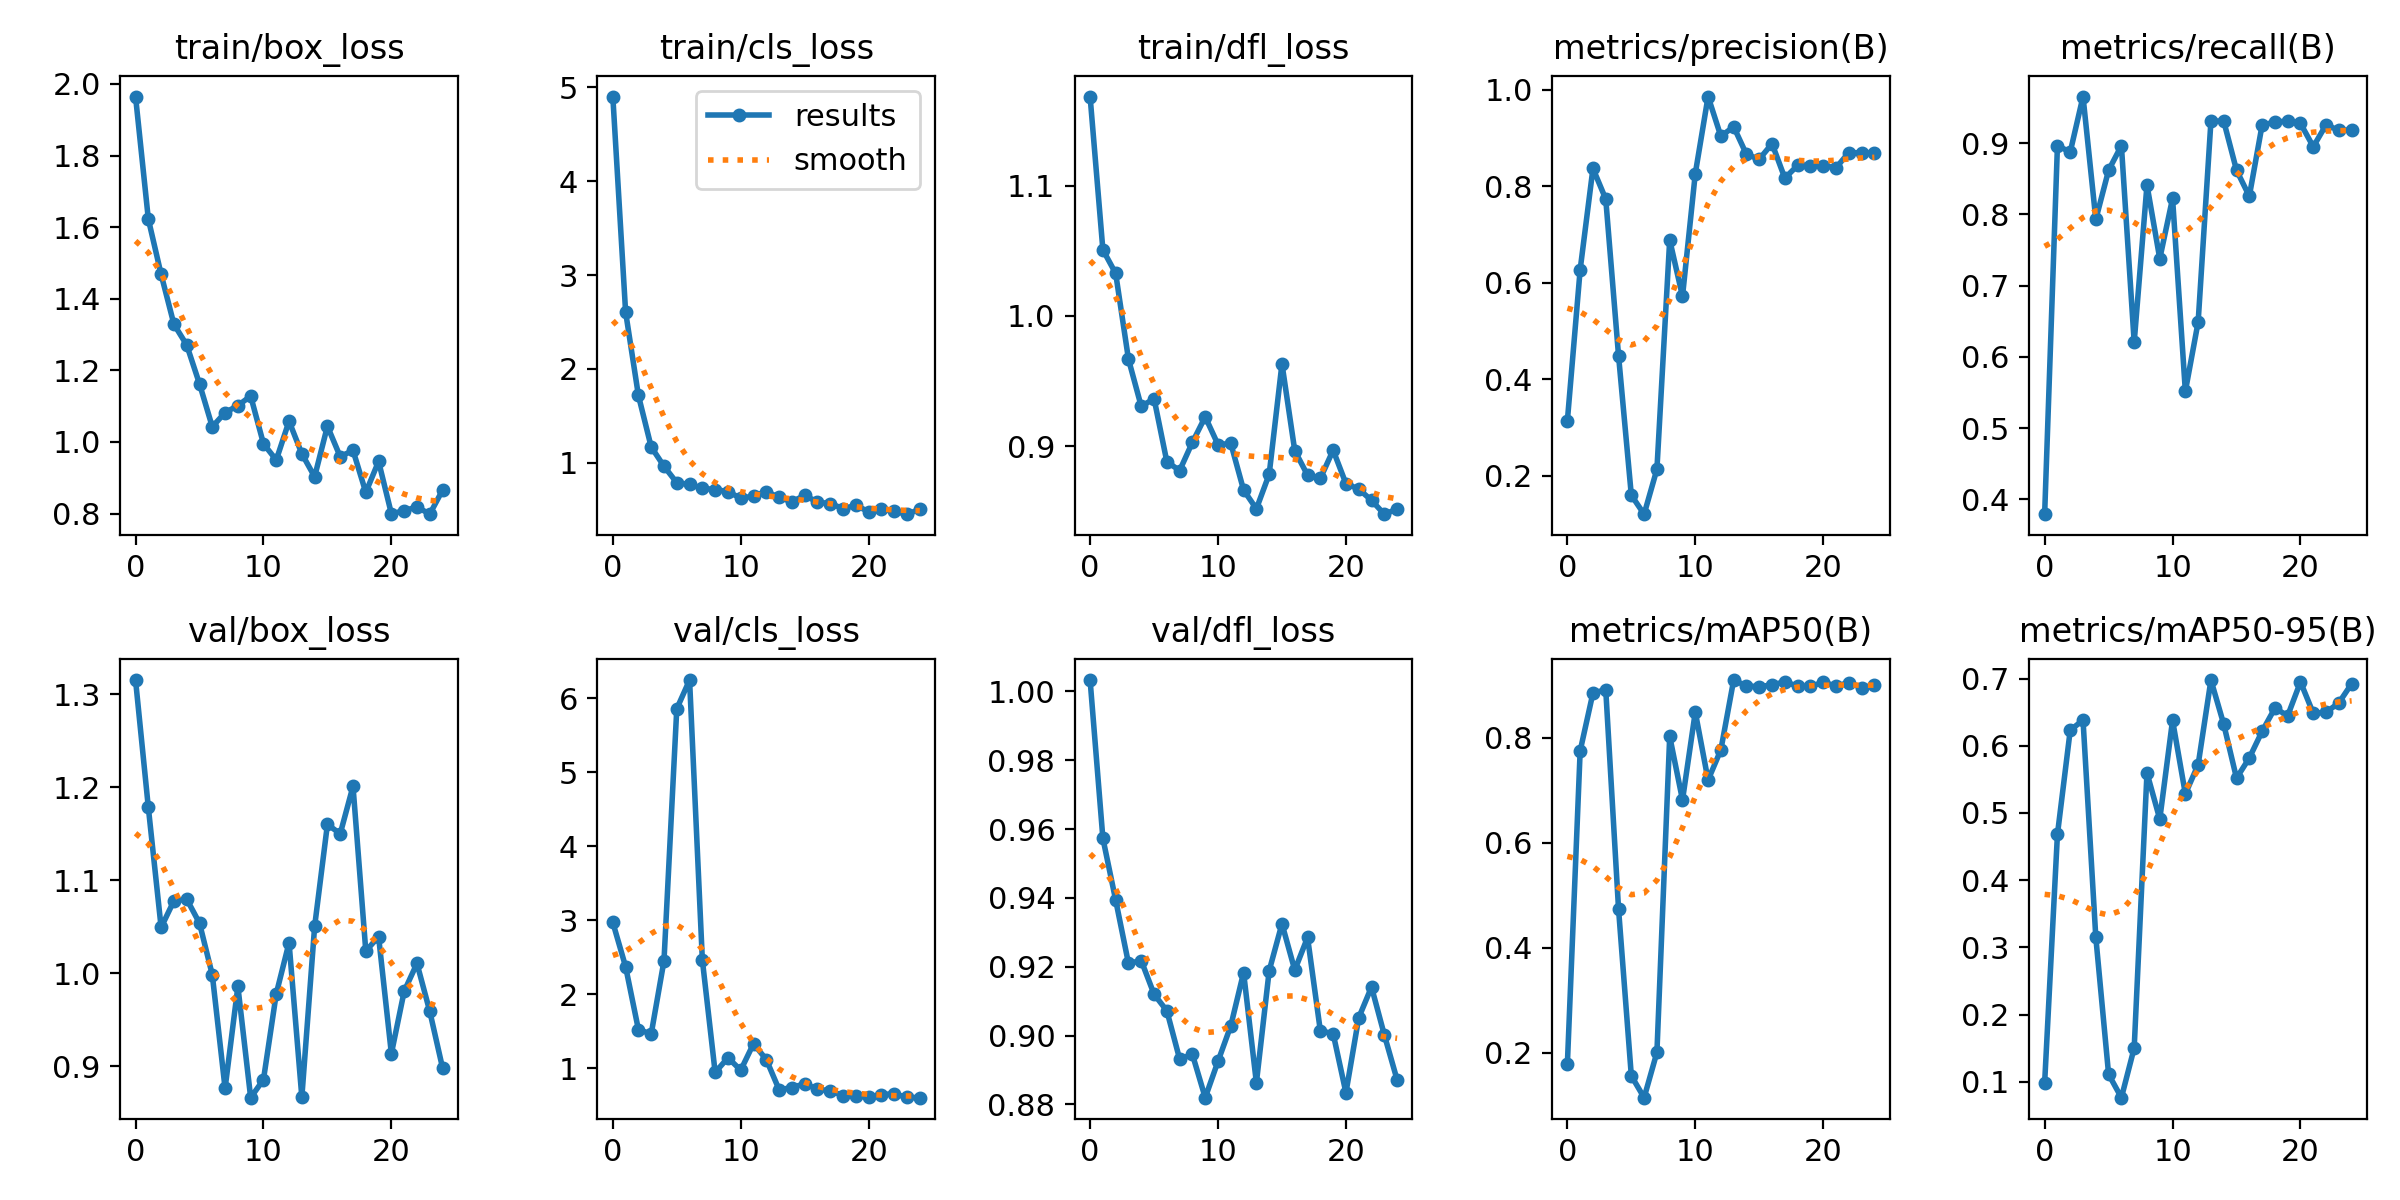 train/box_loss
2.0
1.8
1.6
1.4
1.2
1.0
0.8
0 10 20
train/cls_loss
results
smooth
5
4
3
2
1
0 10 20
train/dfl_loss
1.1
1.0
0.9
0 10 20
metrics/precision(B)
1.0
0.8
0.6
0.4
0.2
0 10 20
metrics/recall(B)
0.9
0.8
0.7
0.6
0.5
0.4
0 10 20
val/box_loss
1.3
1.2
1.1
1.0
0.9
0 10 20
val/cls_loss
6
5
4
3
2
1
0 10 20
val/dfl_loss
1.00
0.98
0.96
0.94
0.92
0.90
0.88
0 10 20
metrics/mAP50(B)
0.8
0.6
0.4
0.2
0 10 20
metrics/mAP50-95(B)
0.7
0.6
0.5
0.4
0.3
0.2
0.1
0 10 20